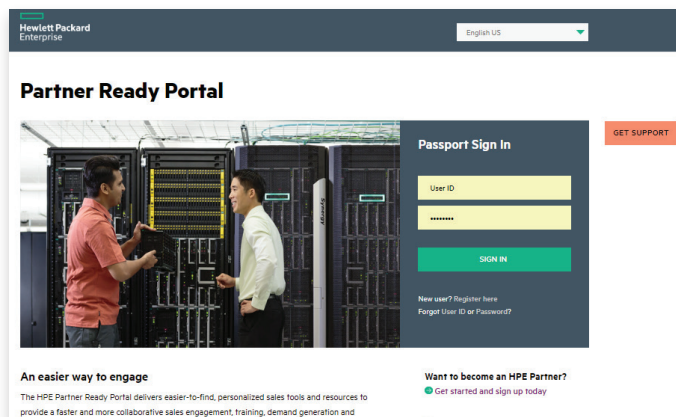 Hewlett Packard
Enterprise
English US
Partner Ready Portal
GET SUPPORT
Passport Sign In
User ID
••••••••
SIGN IN
New user? Register here
Forgot User ID or Password?
Synergy
An easier way to engage
The HPE Partner Ready Portal delivers easier-to-find, personalized sales tools and resources to
provide a faster and more collaborative sales engagement, training, demand generation and
Want to become an HPE Partner?
Get started and sign up today